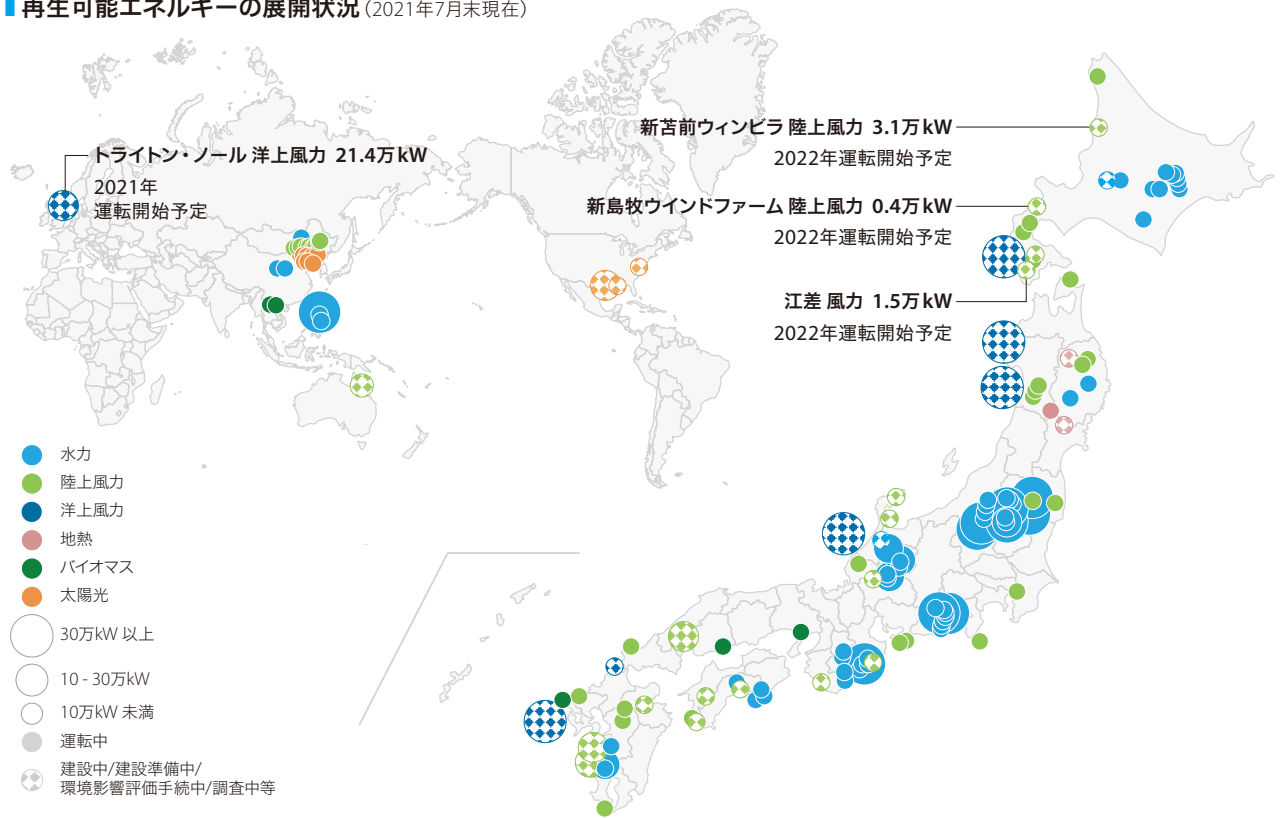 再生可能エネルギーの展開状況(2021年7月末現在)
トライトン・ノール 洋上風力 21.4万kW
2021年
運転開始予定
新苫前ウィンビラ 陸上風力 3.1万kW
2022年運転開始予定
新島牧ウインドファーム 陸上風力 0.4万kW
2022年運転開始予定
江差 風力 1.5万kW
2022年運転開始予定
水力
陸上風力
洋上風力
地熱
バイオマス
太陽光
30万kW 以上
10 - 30万kW
10万kW 未満
運転中
建設中/建設準備中/
環境影響評価手続中/調査中等